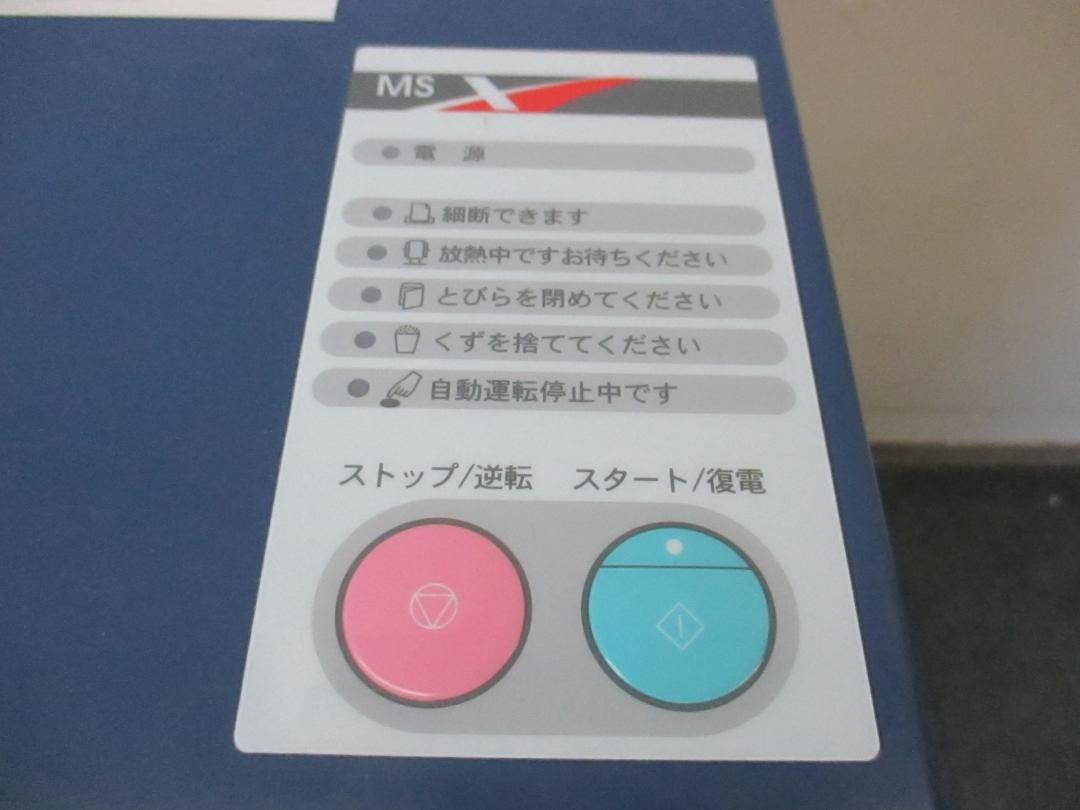 MS X
電 源
細断できます
放熱中ですお待ちください
とびらを閉めてください
くずを捨ててください
自動運転停止中です
ストップ/逆転 スタート/復電